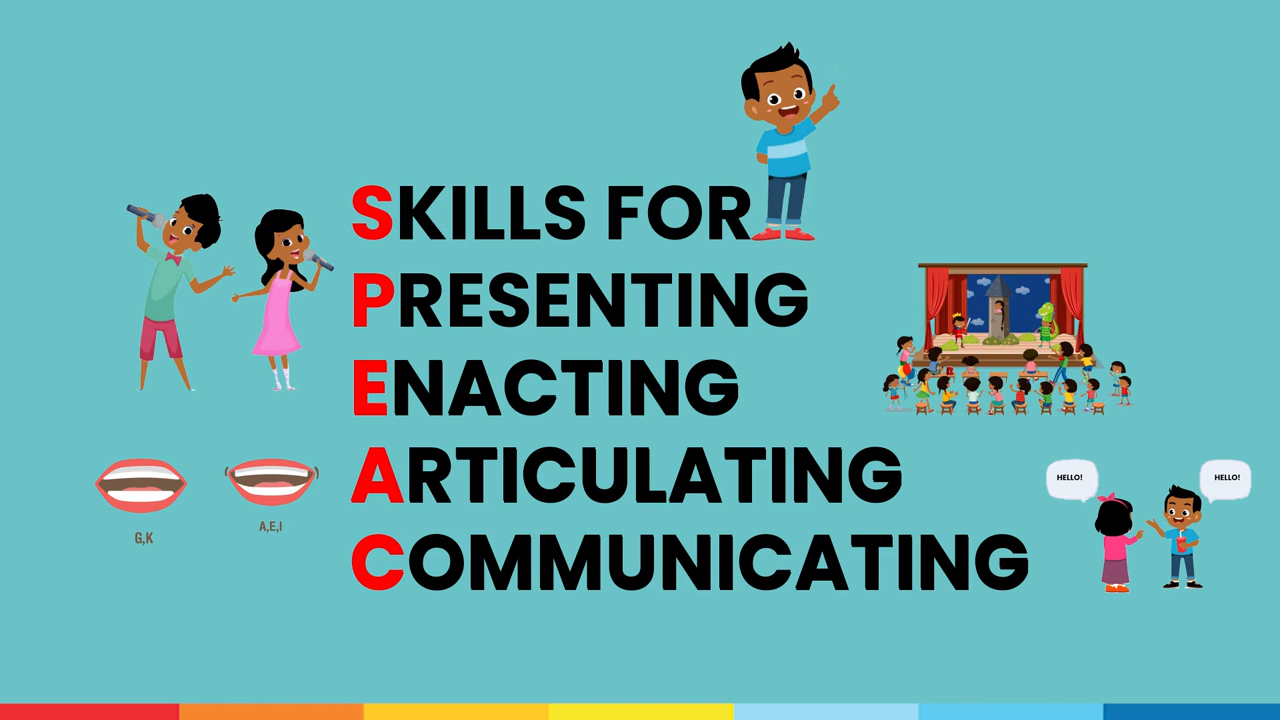 SKILLS FOR
PRESENTING
ENACTING
ARTICULATING
COMMUNICATING
G,K
A,E,I
HELLO!
HELLO!